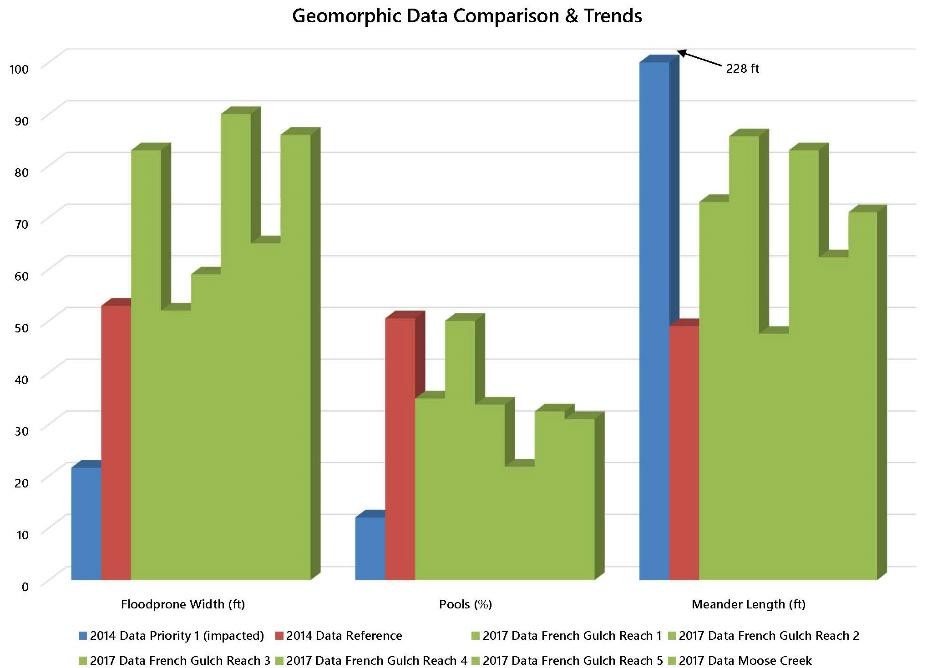 Geomorphic Data Comparison & Trends
228 ft
100
90
80
70
60
50
40
30
20
10
0
Floodprone Width (ft) Pools (%) Meander Length (ft)
2014 Data Priority 1 (impacted) 2014 Data Reference 2017 Data French Gulch Reach 1 2017 Data French Gulch Reach 2
2017 Data French Gulch Reach 3 2017 Data French Gulch Reach 4 2017 Data French Gulch Reach 5 2017 Data Moose Creek